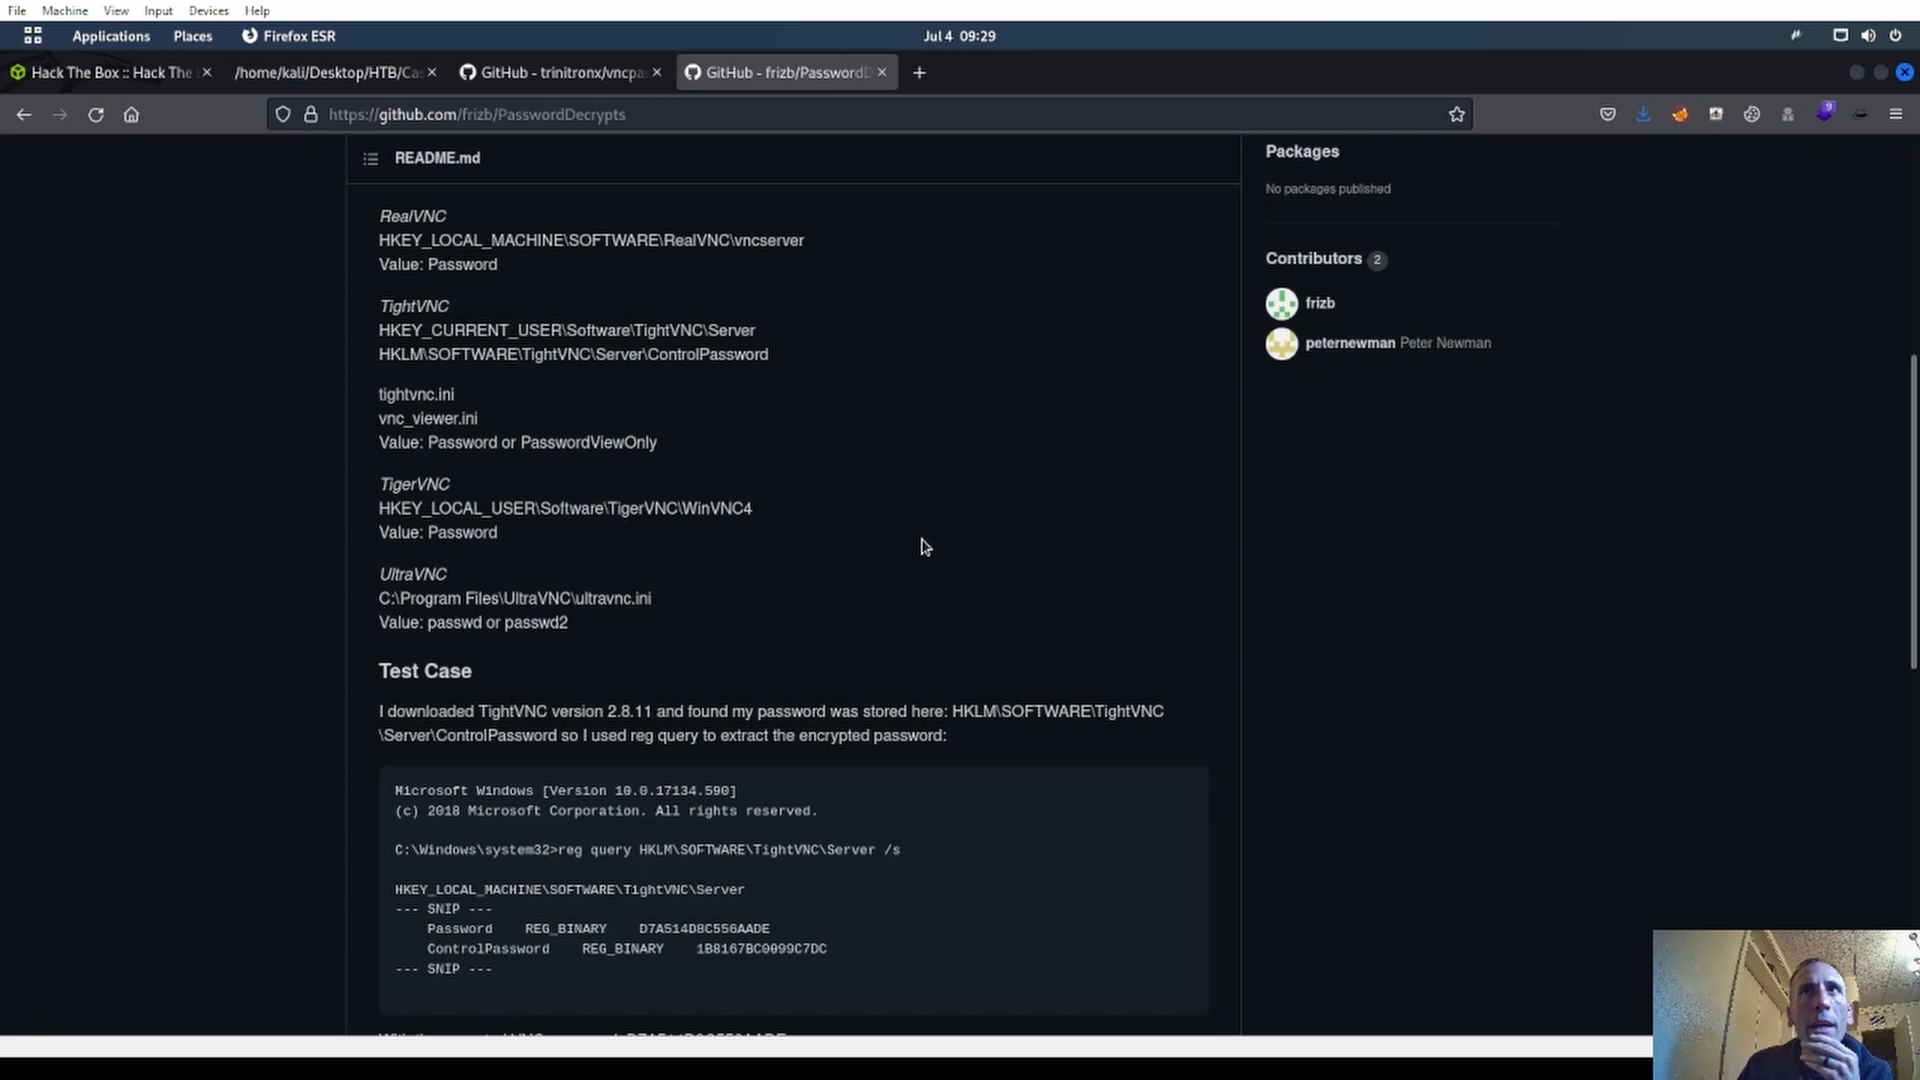 File Machine View Input Devices Help
Applications Places Firefox ESR Jul 4 09:29
Hack The Box :: Hack The
/home/kali/Desktop/HTB/Ca
GitHub - trinitronx/vncpa
GitHub - frizb/PasswordD
https://github.com/frizb/PasswordDecrypts
9
README.md
RealVNC
HKEY_LOCAL_MACHINE\SOFTWARE\RealVNC\vncserver
Value: Password
TightVNC
HKEY_CURRENT_USER\Software\TightVNC\Server
HKLM\SOFTWARE\TightVNC\Server\ControlPassword
tightvnc.ini
vnc_viewer.ini
Value: Password or PasswordViewOnly
TigerVNC
HKEY_LOCAL_USER\Software\TigerVNC\WinVNC4
Value: Password
UltraVNC
C:\Program Files\UltraVNC\ultravnc.ini
Value: passwd or passwd2
Test Case
I downloaded TightVNC version 2.8.11 and found my password was stored here: HKLM\SOFTWARE\TightVNC
\Server\ControlPassword so I used reg query to extract the encrypted password:
Microsoft Windows [Version 10.0.17134.590]
(c) 2018 Microsoft Corporation. All rights reserved.
C:\Windows\system32>reg query HKLM\SOFTWARE\TightVNC\Server /s
HKEY_LOCAL_MACHINE\SOFTWARE\TightVNC\Server
--- SNIP ---
Password REG_BINARY D7A514D8C556AADE
ControlPassword REG_BINARY 1B8167BC0099C7DC
--- SNIP ---
Packages
No packages published
Contributors 2
frizb
peternewman Peter Newman